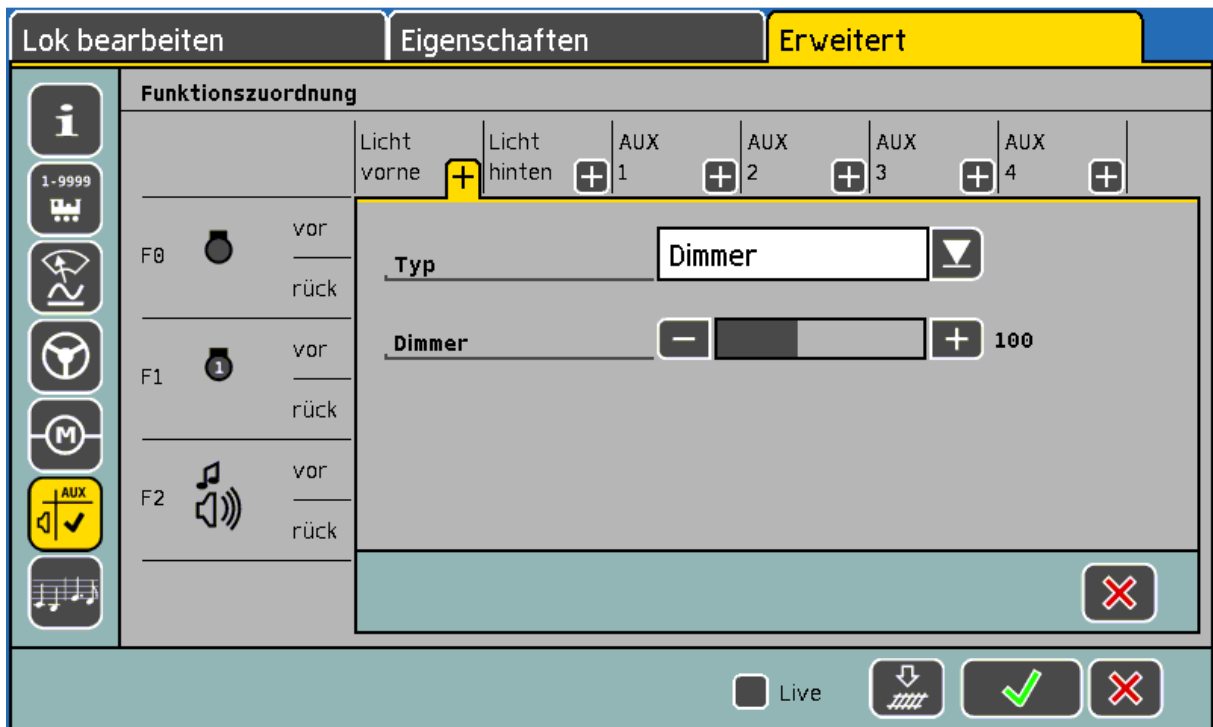 Lok bearbeiten
Eigenschaften
Erweitert
Funktionszuordnung
Licht vorne
Licht hinten
AUX 1
AUX 2
AUX 3
AUX 4
i
1-9999
M
AUX
F0
vor
rück
F1
1
vor
rück
F2
vor
rück
Typ
Dimmer
Dimmer
100
Live